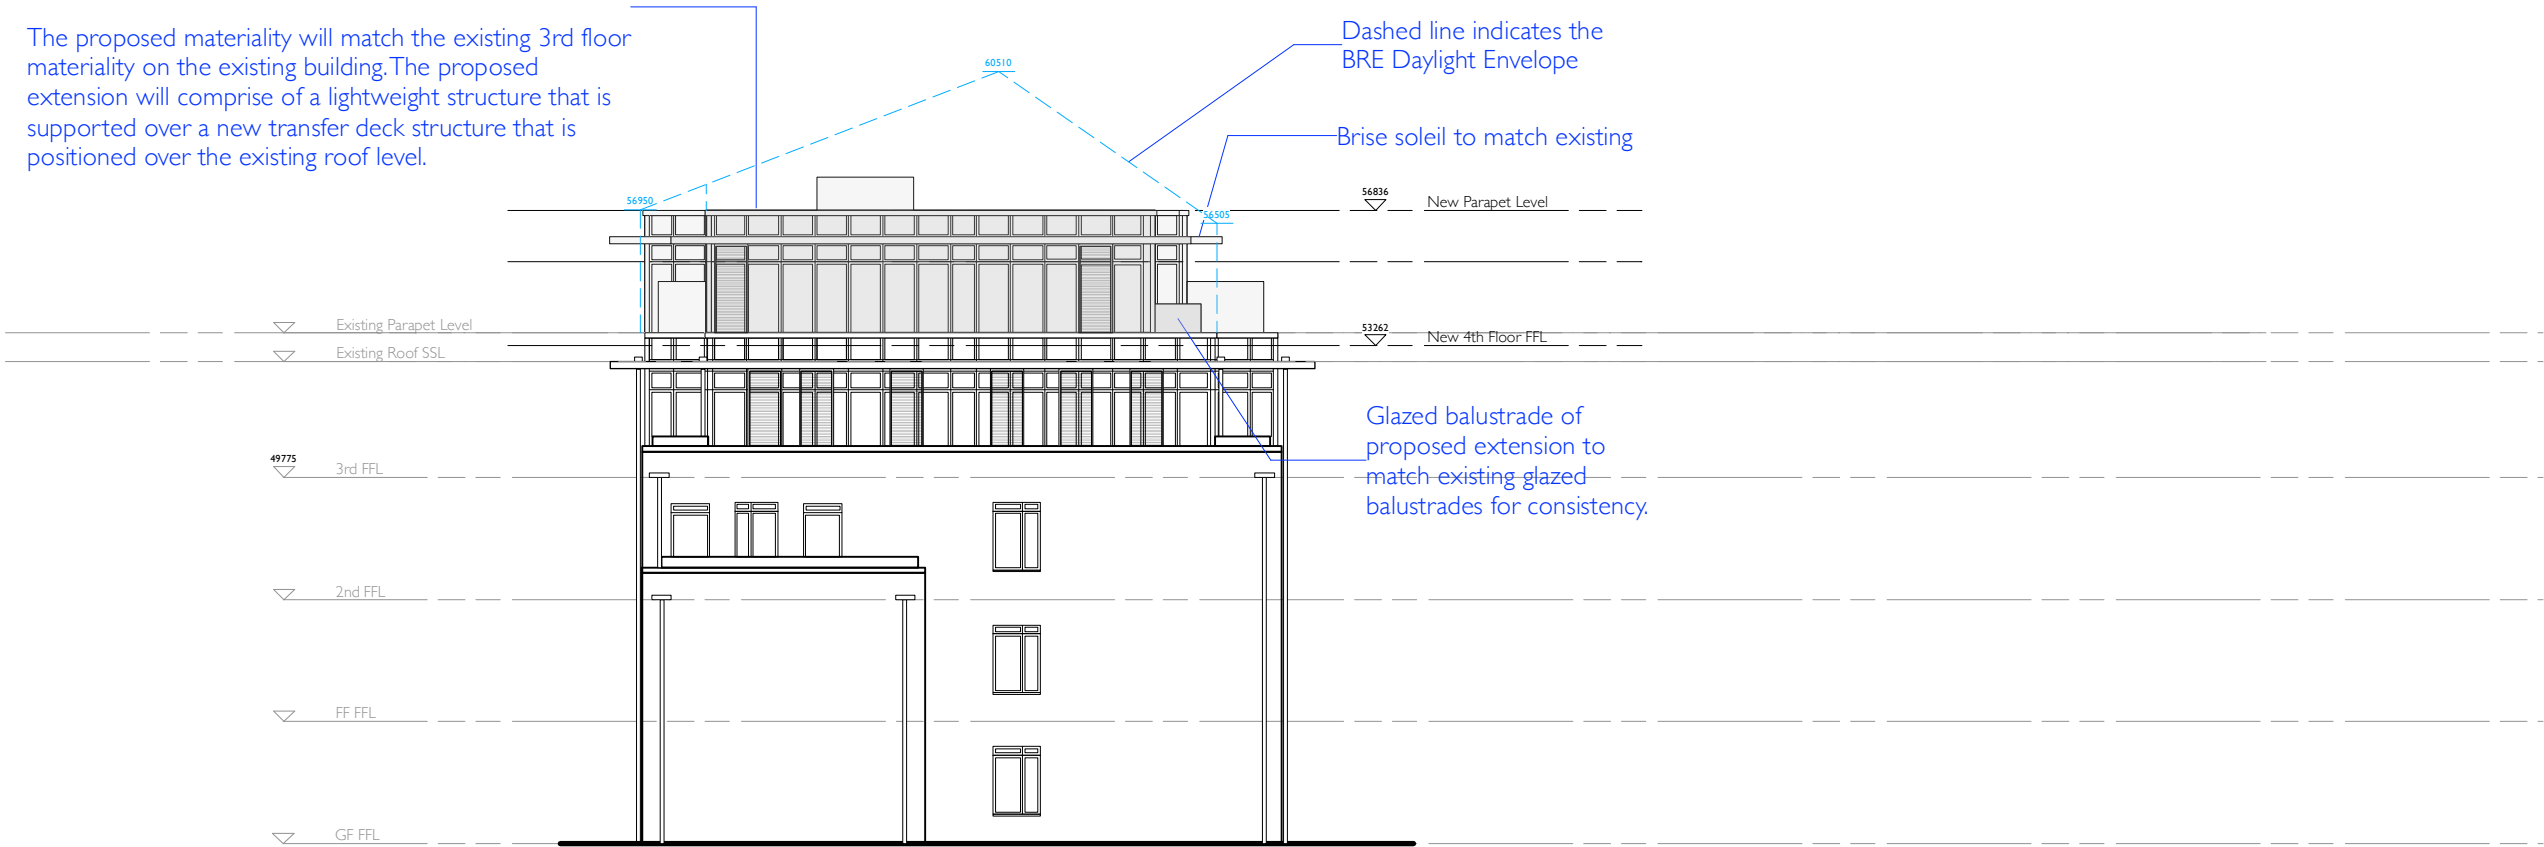 The proposed materiality will match the existing 3rd floor
materiality on the existing building. The proposed
extension will comprise of a lightweight structure that is
supported over a new transfer deck structure that is
positioned over the existing roof level.
Dashed line indicates the
BRE Daylight Envelope
60510
Brise soleil to match existing
56950
56505
56836
New Parapet Level
Existing Parapet Level
53262
New 4th Floor FFL
Existing Roof SSL
Glazed balustrade of
proposed extension to
match existing glazed
balustrades for consistency.
49775
3rd FFL
2nd FFL
FF FFL
GF FFL